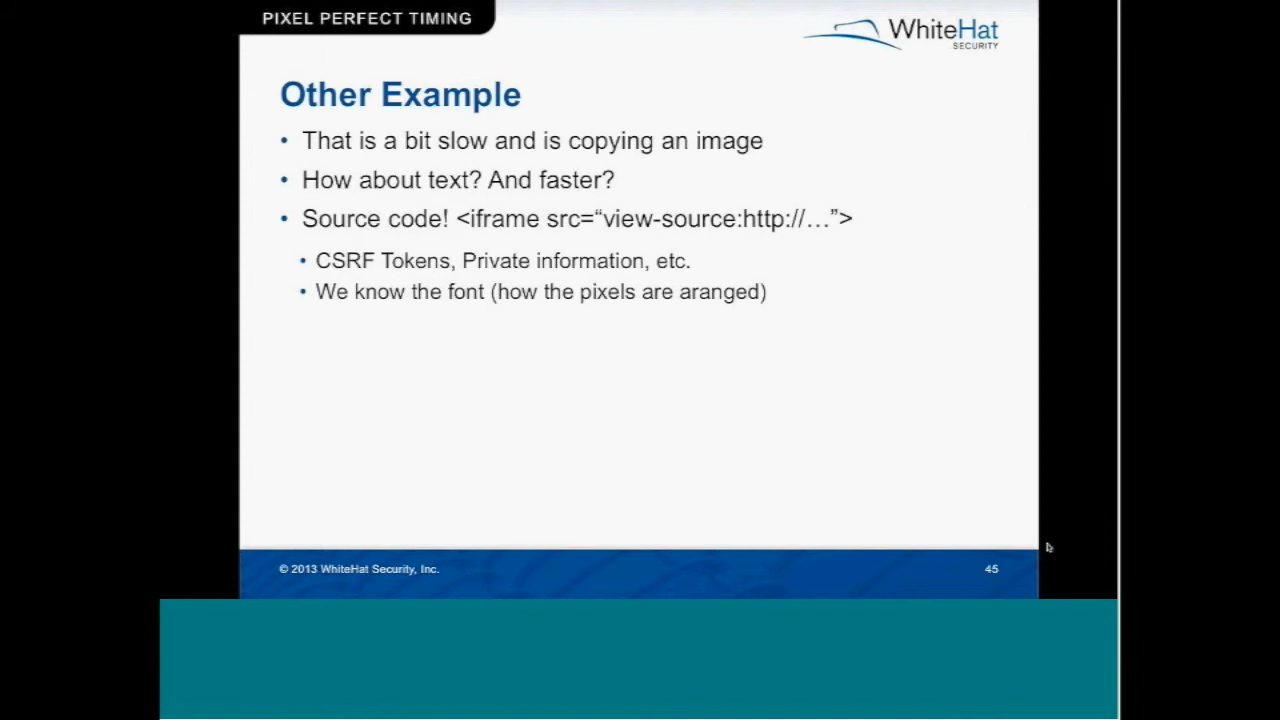 PIXEL PERFECT TIMING
WhiteHat
SECURITY
Other Example
• That is a bit slow and is copying an image
• How about text? And faster?
• Source code! <iframe src=“view-source:http://…”>
• CSRF Tokens, Private information, etc.
• We know the font (how the pixels are aranged)
© 2013 WhiteHat Security, Inc.
45